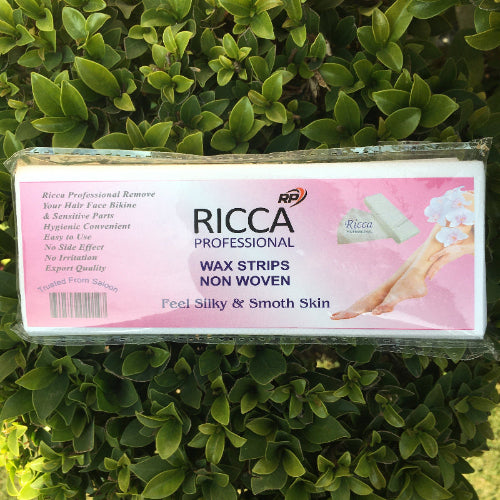 Ricca Professional Remove
Your Hair Face Bikine
& Sensitive Parts
Hygienic Convenient
Easy to Use
No Side Effect
No Irritation
Export Quality
Trusted From Saloon
RP
RICCA
PROFESSIONAL
WAX STRIPS
NON WOVEN
Feel Silky & Smoth Skin
Ricca